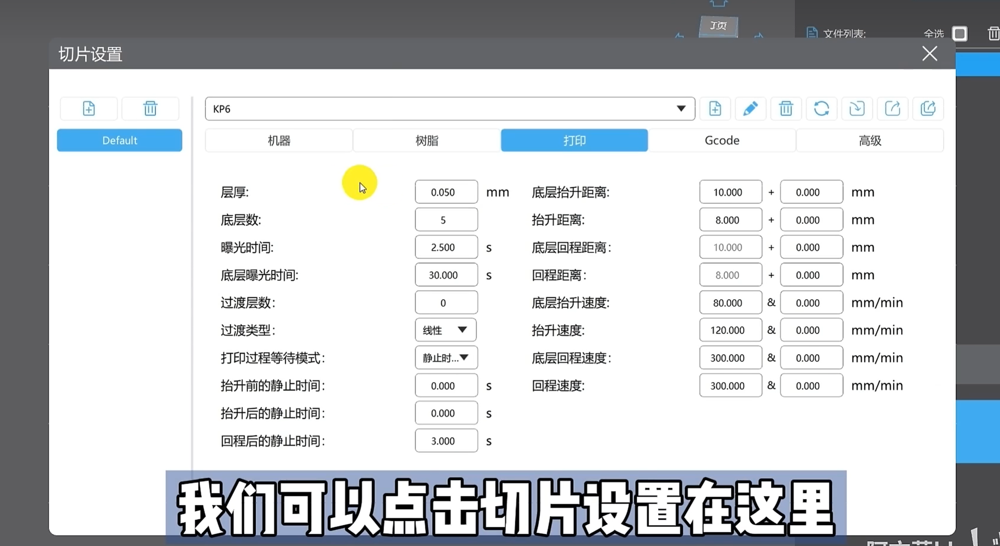 顶页
文件列表: 全选
切片设置
KP6
Default 机器 树脂 打印 Gcode 高级
层厚: 0.050 mm 底层抬升距离: 10.000 + 0.000 mm
底层数: 5 抬升距离: 8.000 + 0.000 mm
曝光时间: 2.500 s 底层回程距离: 10.000 + 0.000 mm
底层曝光时间: 30.000 s 回程距离: 8.000 + 0.000 mm
过渡层数: 0 底层抬升速度: 80.000 & 0.000 mm/min
过渡类型: 线性 抬升速度: 120.000 & 0.000 mm/min
打印过程等待模式: 静止时... 底层回程速度: 300.000 & 0.000 mm/min
抬升前的静止时间: 0.000 s 回程速度: 300.000 & 0.000 mm/min
抬升后的静止时间: 0.000 s
回程后的静止时间: 3.000 s
我们可以点击切片设置在这里